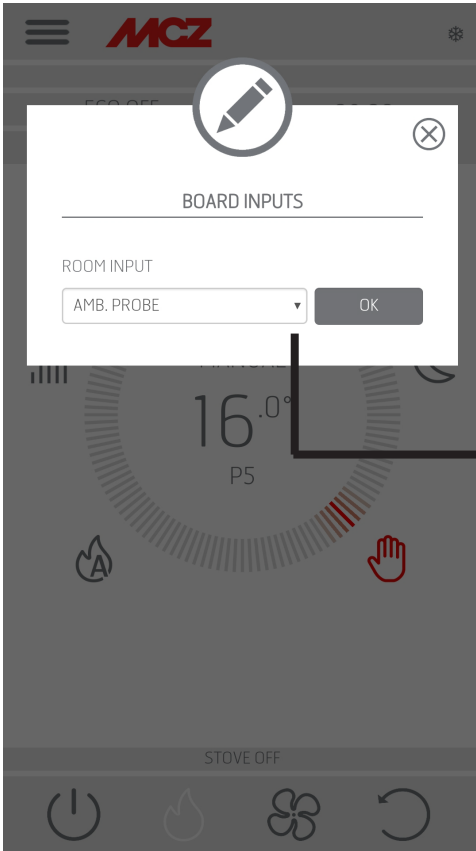 MCZ
BOARD INPUTS
ROOM INPUT
AMB. PROBE
OK
16.0°
P5
STOVE OFF